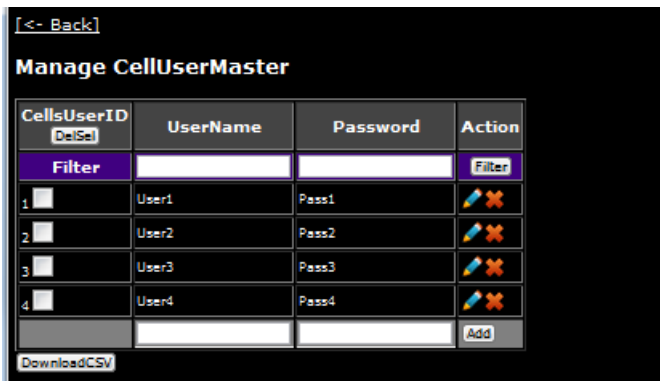 [<- Back]
Manage CellUserMaster
CellsUserID UserName Password Action
DelSel
Filter Filter
1 User1 Pass1
2 User2 Pass2
3 User3 Pass3
4 User4 Pass4
Add
DownloadCSV